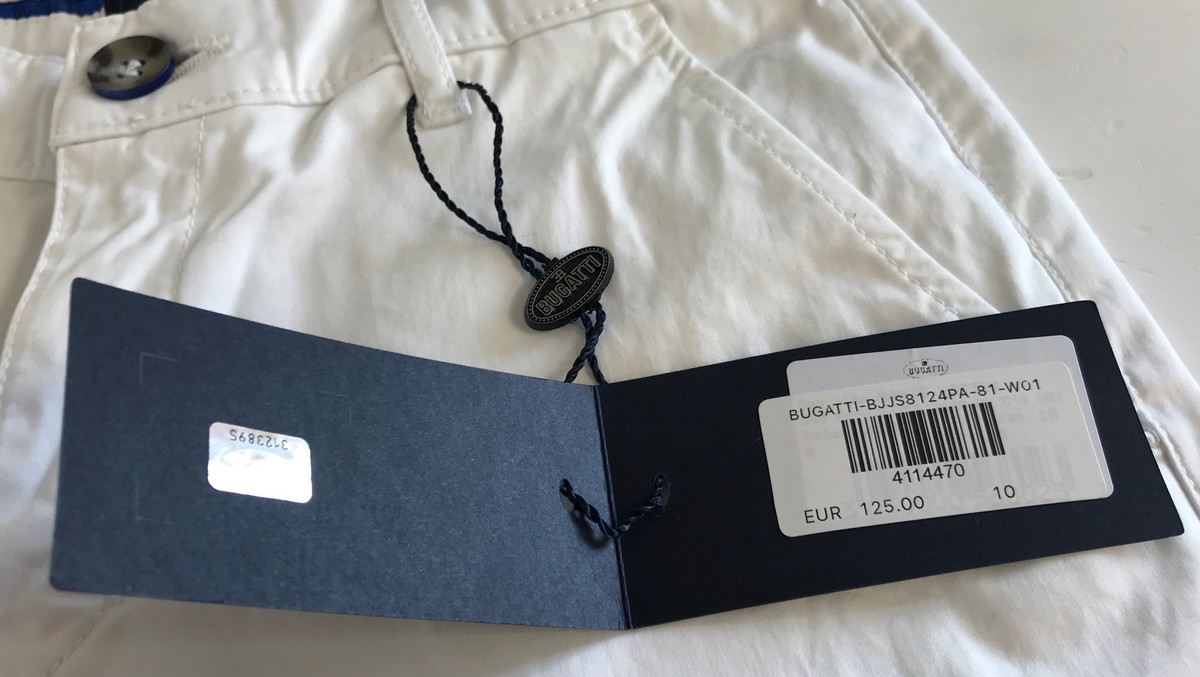 BUGATTI
3123895
BUGATTI
BUGATTI-BJJS8124PA-81-W01
4114470
EUR 125.00 10